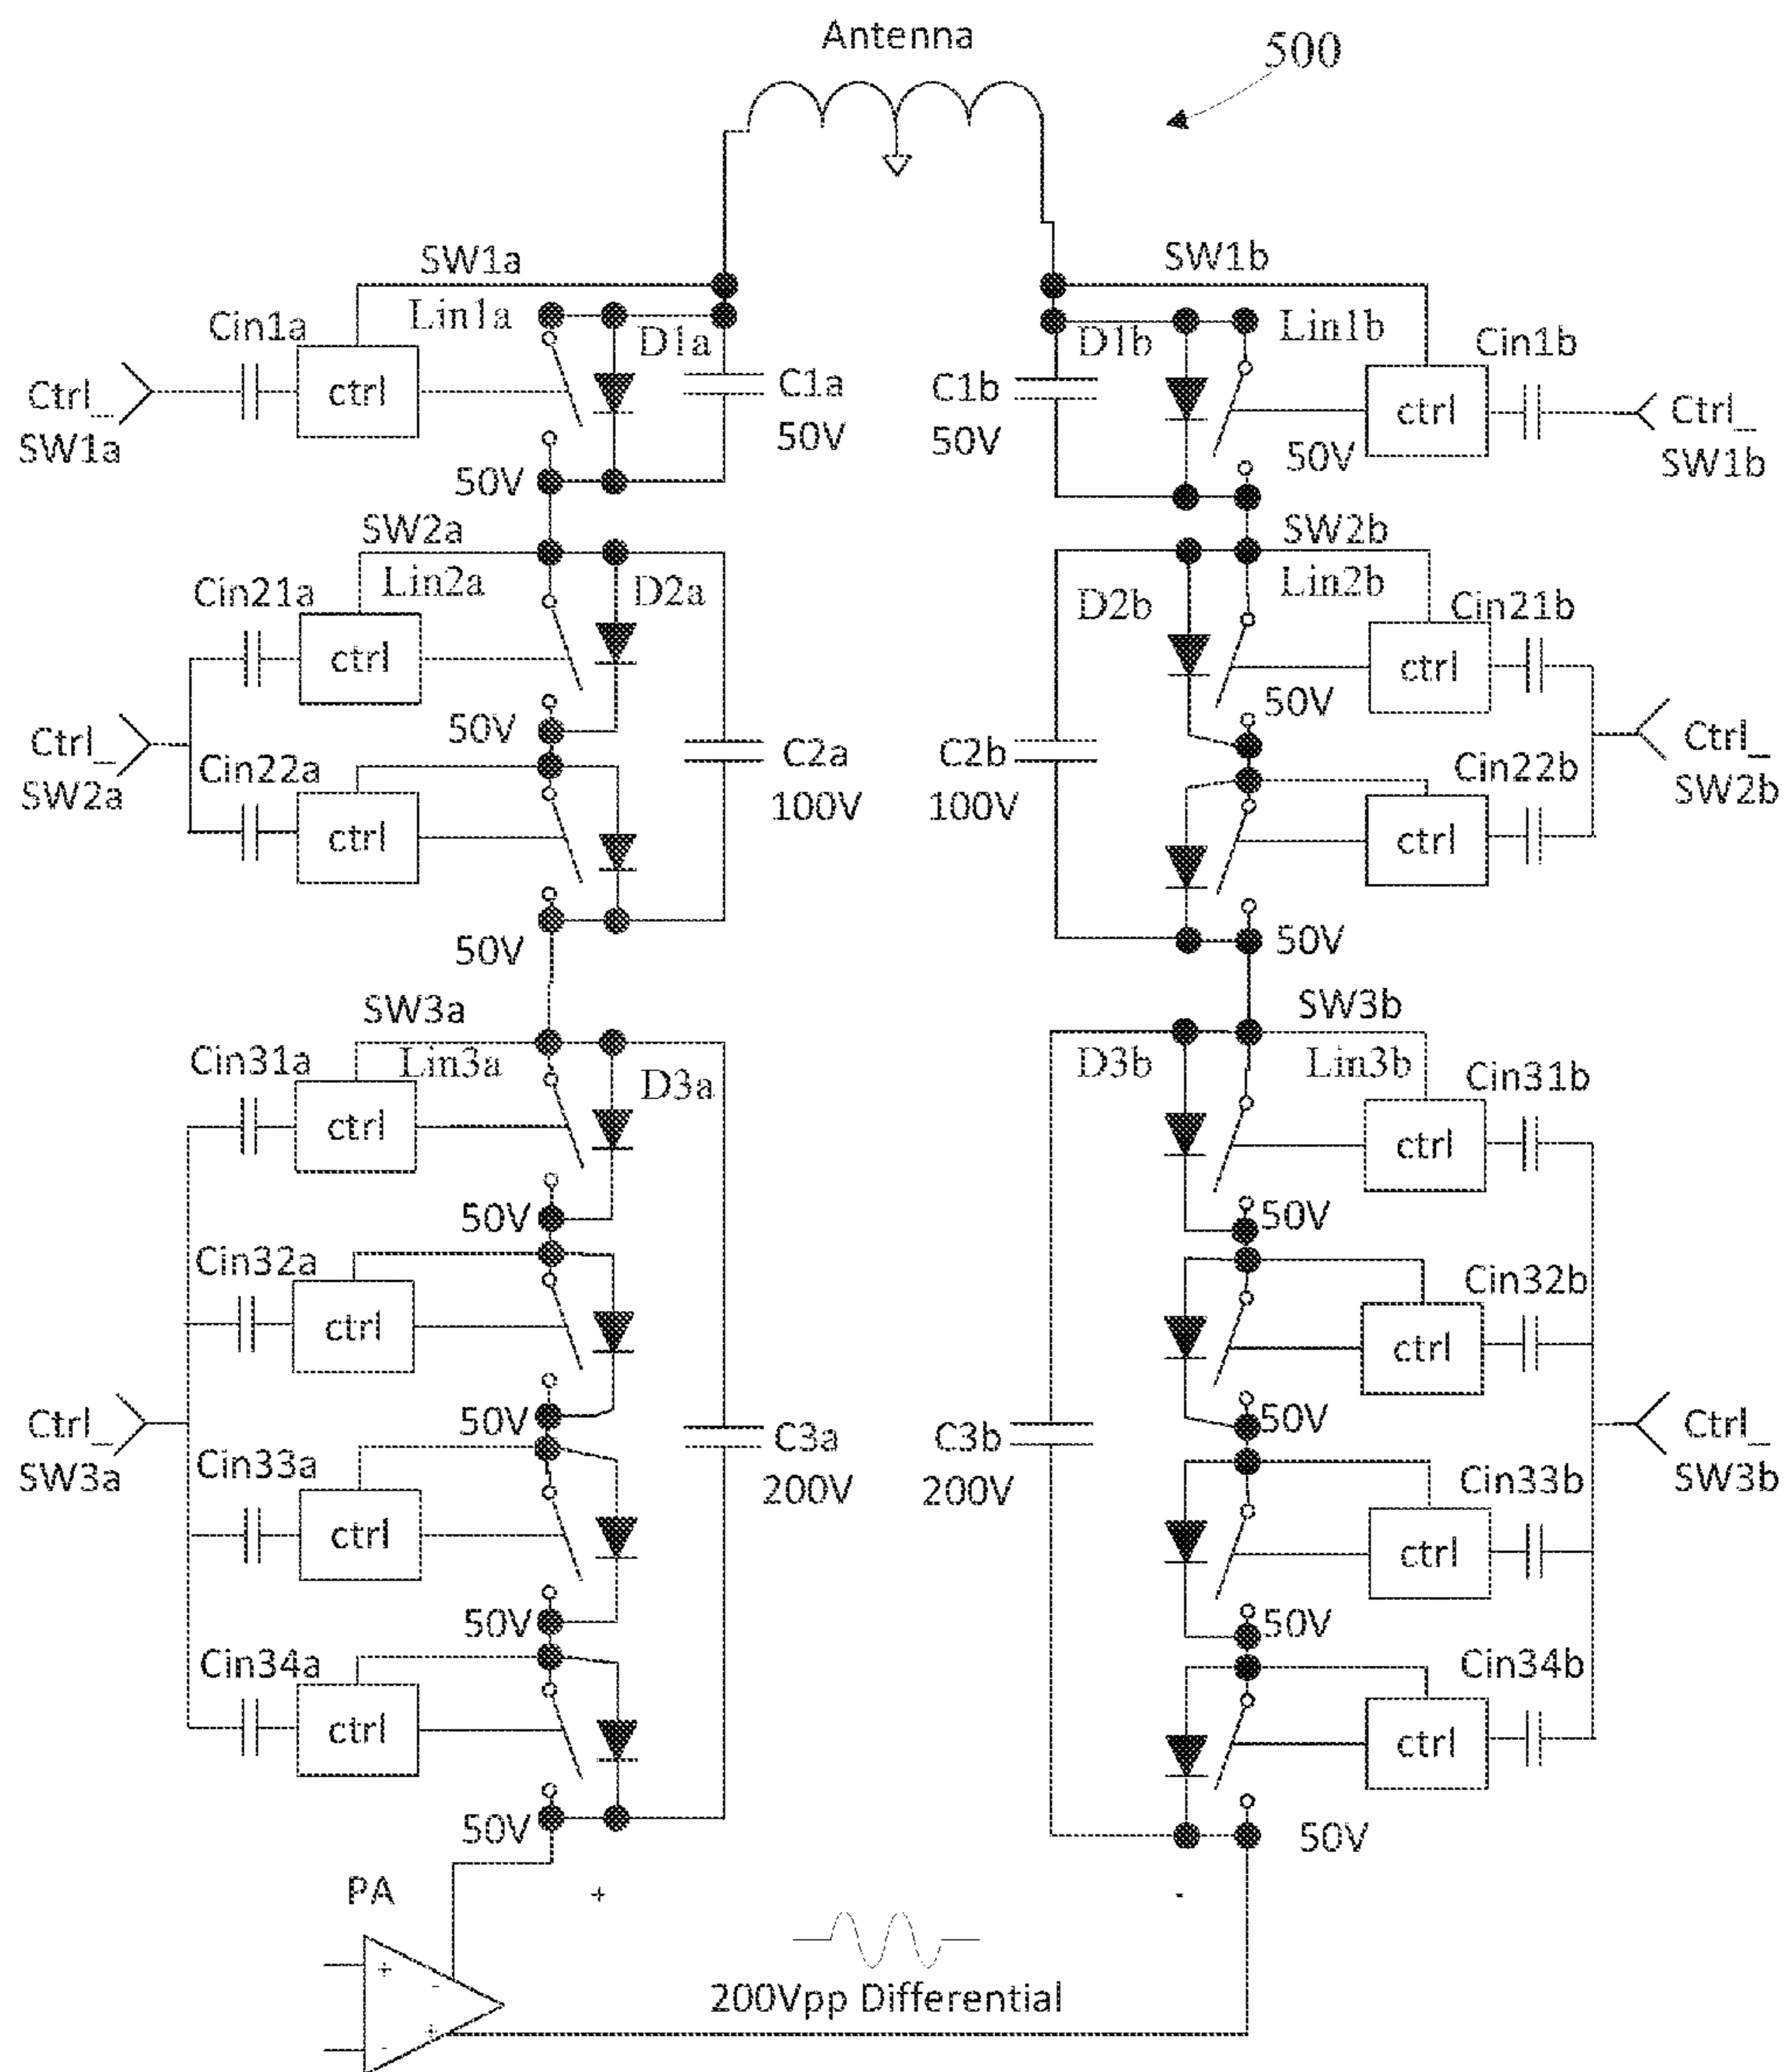 Antenna
500
SW1a
SW1b
Lin1a
Lin1b
Cin1a
Cin1b
D1a
D1b
Ctrl_
SW1a
ctrl
C1a
50V
C1b
50V
ctrl
Ctrl_
SW1b
50V
50V
SW2a
SW2b
Lin2a
Lin2b
Cin21a
Cin21b
D2a
D2b
ctrl
ctrl
50V
50V
Ctrl_
SW2a
C2a
100V
C2b
100V
Ctrl_
SW2b
Cin22a
Cin22b
ctrl
ctrl
50V
50V
SW3a
SW3b
Cin31a
Lin3a
D3b
Lin3b
Cin31b
D3a
ctrl
ctrl
50V
50V
Cin32a
Cin32b
ctrl
ctrl
50V
50V
Ctrl_
SW3a
C3a
200V
C3b
200V
Ctrl_
SW3b
Cin33a
Cin33b
ctrl
ctrl
50V
50V
Cin34a
Cin34b
ctrl
ctrl
50V
50V
PA
+
-
+
-
-
+
200Vpp Differential